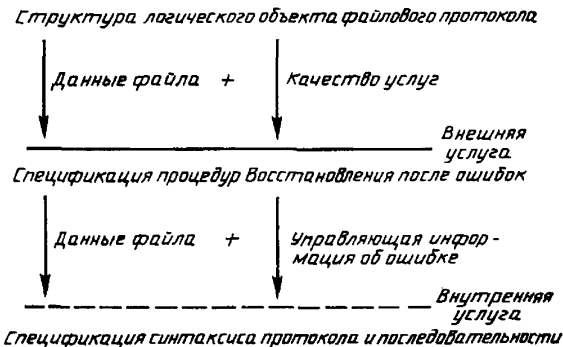 Структура логического объекта файлового протокола
Данные файла + Качество услуг
Внешняя
услуга
Спецификация процедур Восстановления после ошибок
Данные файла + Управляющая инфор-
мация об ошибке
Внутренняя
услуга
Спецификация синтаксиса протокола и последовательности